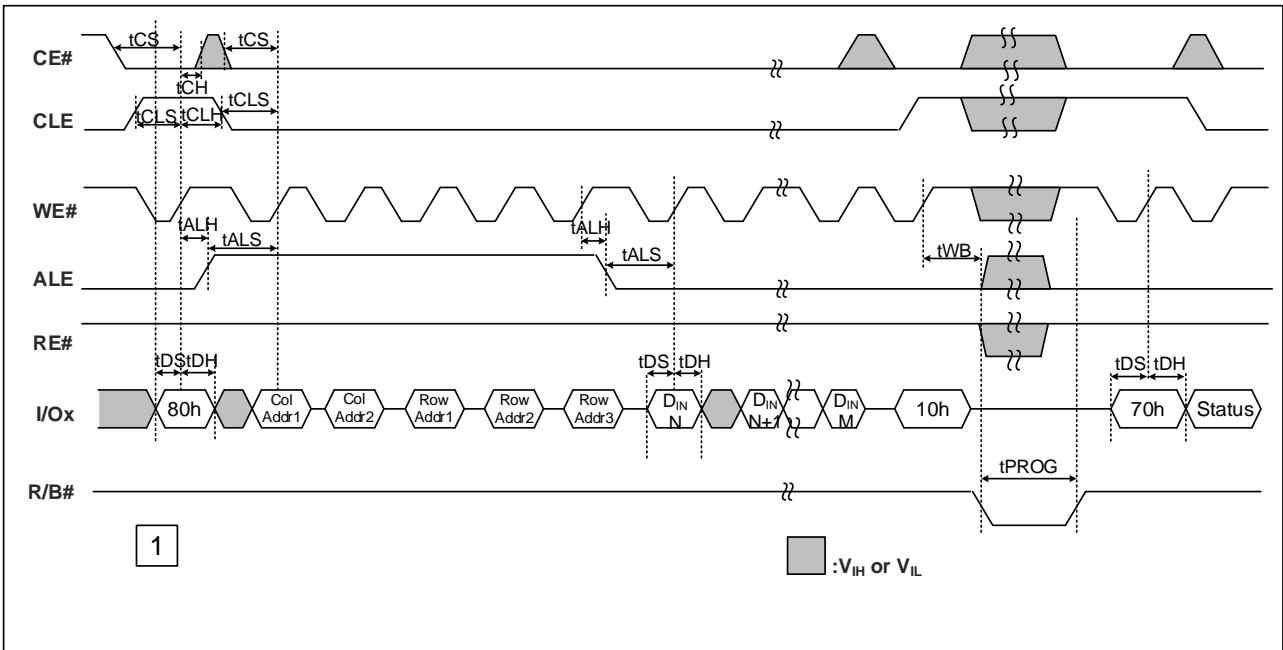 CE#
tCS
tCS
tCH
CLE
tCLS
tCLH
tCLS
WE#
tALH
tALS
tALH
tALS
tWB
ALE
RE#
tDS
tDH
tDS
tDH
tDS
tDH
I/Ox
80h
Col Addr1
Col Addr2
Row Addr1
Row Addr2
Row Addr3
DIN N
DIN N+1
DIN M
10h
70h
Status
tPROG
R/B#
1
:VIH or VIL